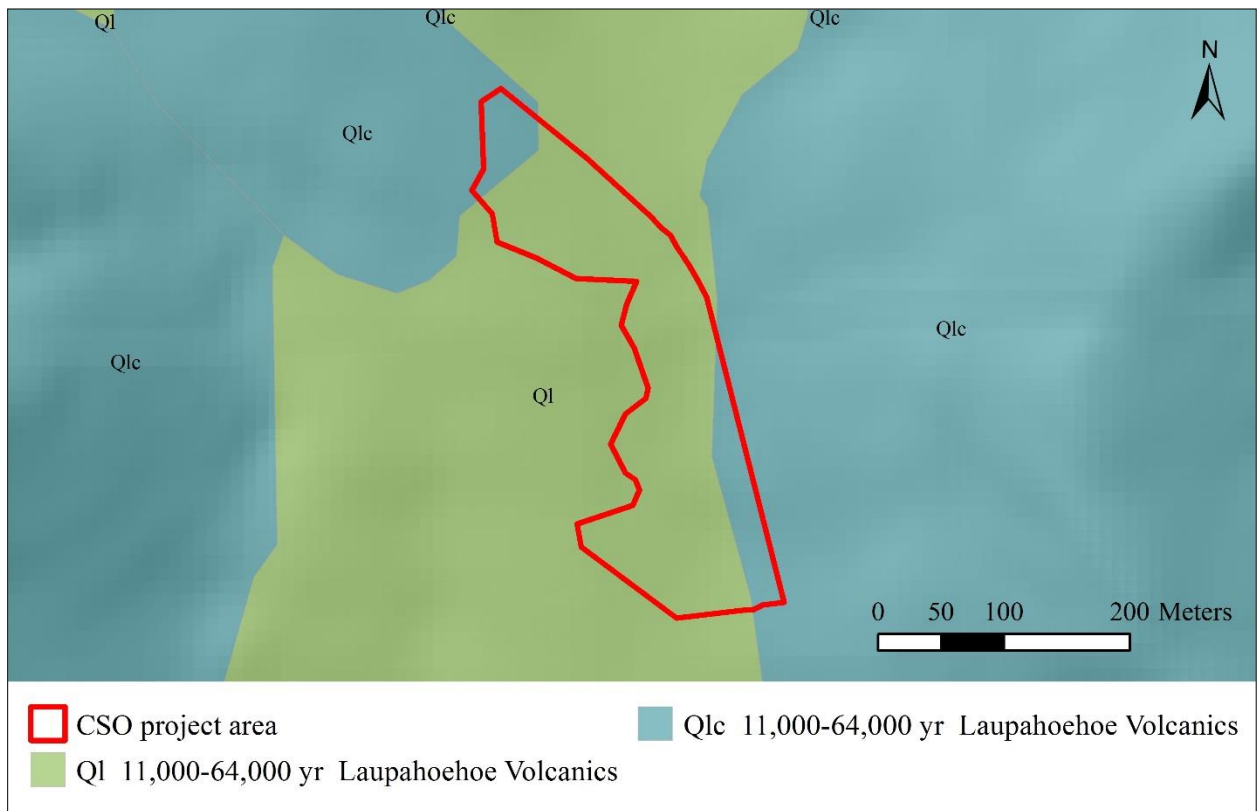 Ql
Qlc
Qlc
N
Qlc
Qlc
Qlc
Ql
0 50 100 200 Meters
CSO project area
Qlc 11,000-64,000 yr Laupahoehoe Volcanics
Ql 11,000-64,000 yr Laupahoehoe Volcanics